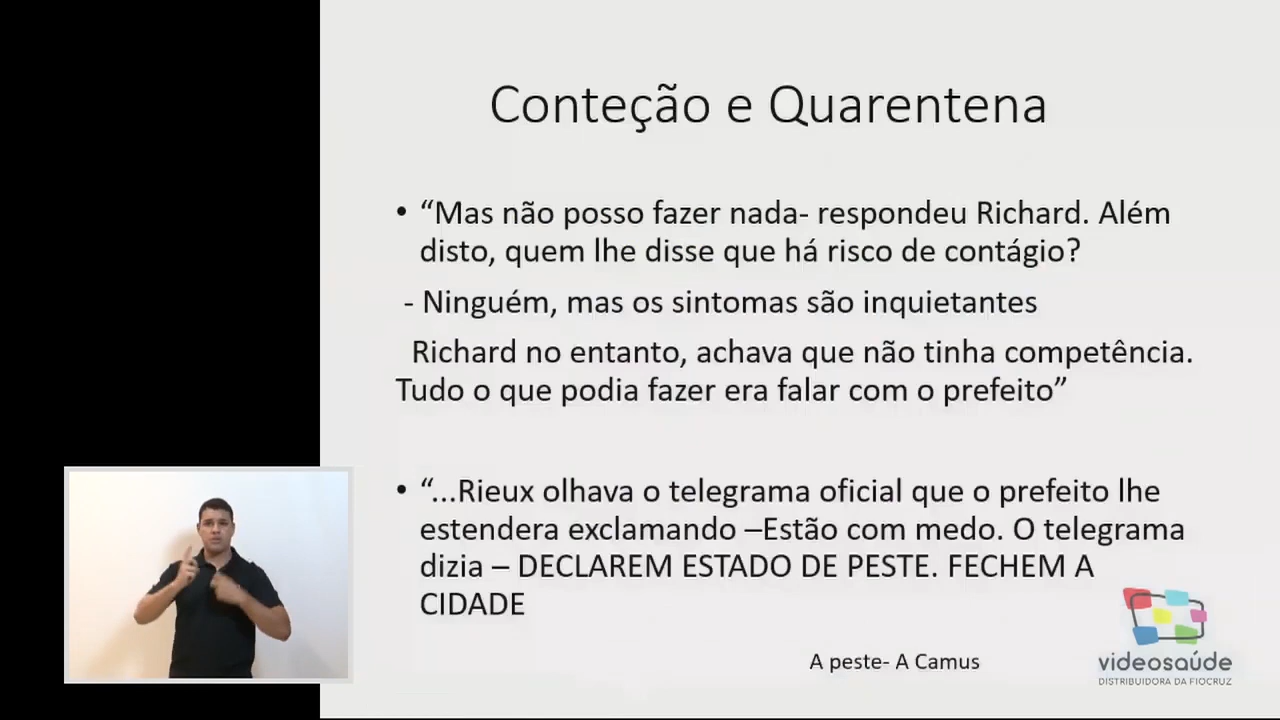 Conteção e Quarentena
• “Mas não posso fazer nada- respondeu Richard. Além
disto, quem lhe disse que há risco de contágio?
- Ninguém, mas os sintomas são inquietantes
Richard no entanto, achava que não tinha competência.
Tudo o que podia fazer era falar com o prefeito”
• “...Rieux olhava o telegrama oficial que o prefeito lhe
estendera exclamando –Estão com medo. O telegrama
dizia – DECLAREM ESTADO DE PESTE. FECHEM A
CIDADE
A peste- A Camus
videosaúde
DISTRIBUIDORA DA FIOCRUZ